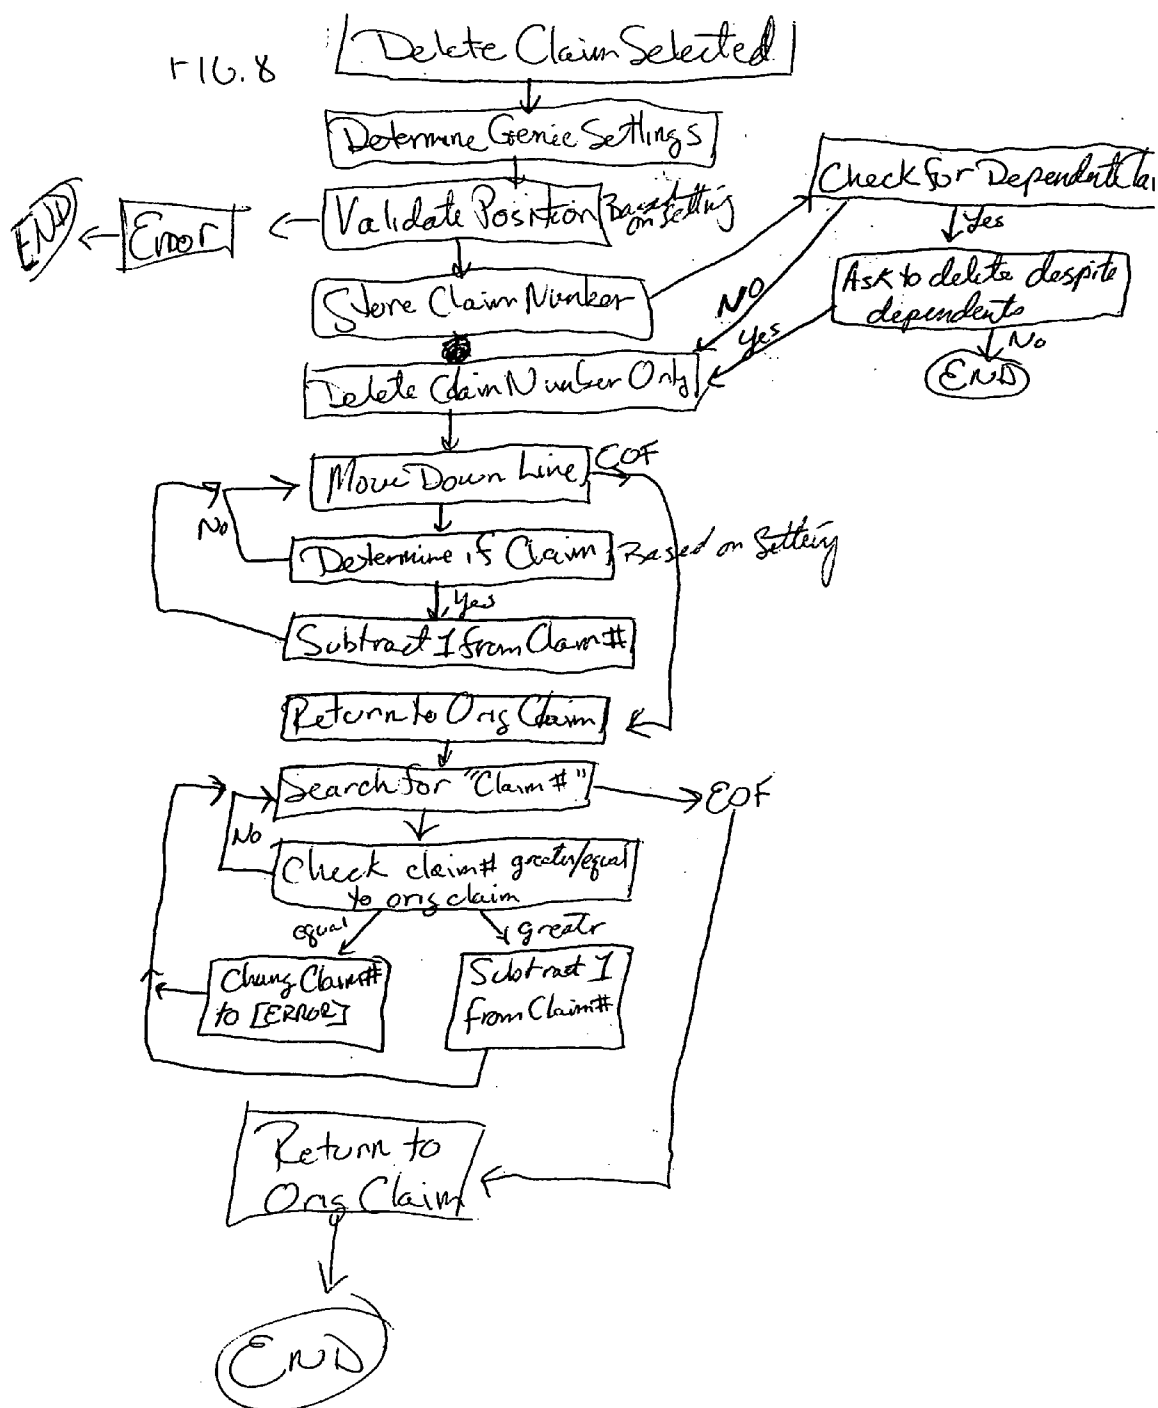 FIG. 8
Delete Claim Selected
Determine Genie Settings
Validate Position
Based
on Setting
Error
END
Store Claim Number
Check for Dependent Clai
Yes
Ask to delete despite
dependents
No
END
NO
Yes
Delete Claim Number Only
Move Down Line
EOF
No
Determine if Claim
Based on Setting
Yes
Subtract 1 from Claim#
Return to Orig Claim
Search for "Claim #"
EOF
No
Check claim# greater/equal
to orig claim
equal
greatr
Chang Claim#
to [ERROR]
Subtract 1
from Claim#
Return to
Orig Claim
END